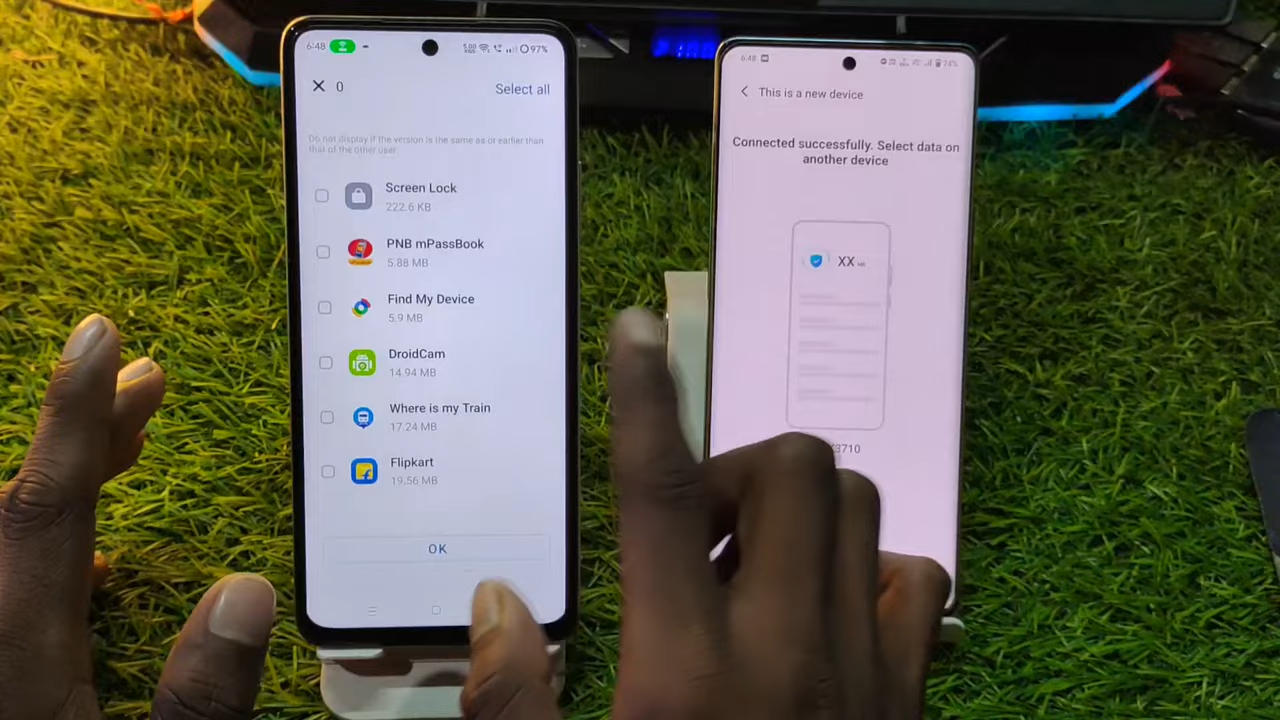 6:48
97%
0
Select all
Do not display if the version is the same as or earlier than
that of the other user.
Screen Lock
222.6 KB
PNB mPassBook
5.88 MB
Find My Device
5.9 MB
DroidCam
14.94 MB
Where is my Train
17.24 MB
Flipkart
19.56 MB
OK
6:48
74%
This is a new device
Connected successfully. Select data on
another device
XX MB
3710